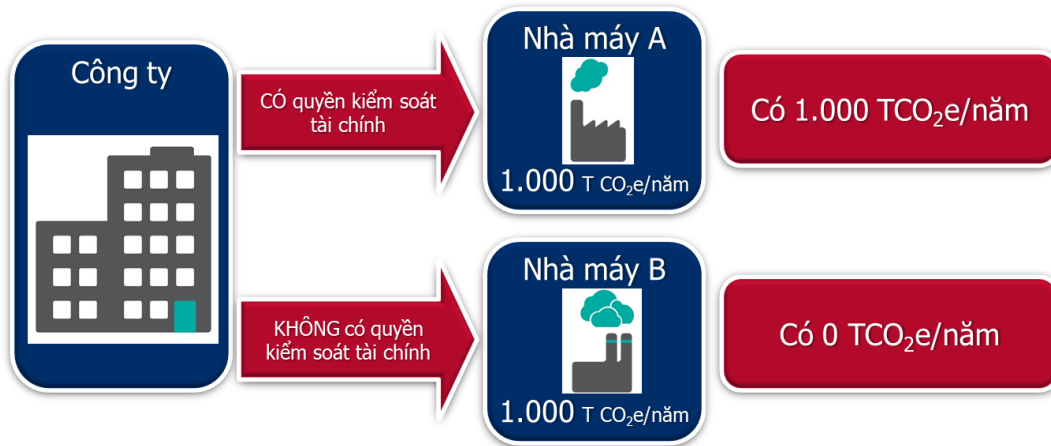 Công ty
CÓ quyền kiểm soát
tài chính
Nhà máy A
1.000 T CO₂e/năm
Có 1.000 TCO₂e/năm
KHÔNG có quyền
kiểm soát tài chính
Nhà máy B
1.000 T CO₂e/năm
Có 0 TCO₂e/năm